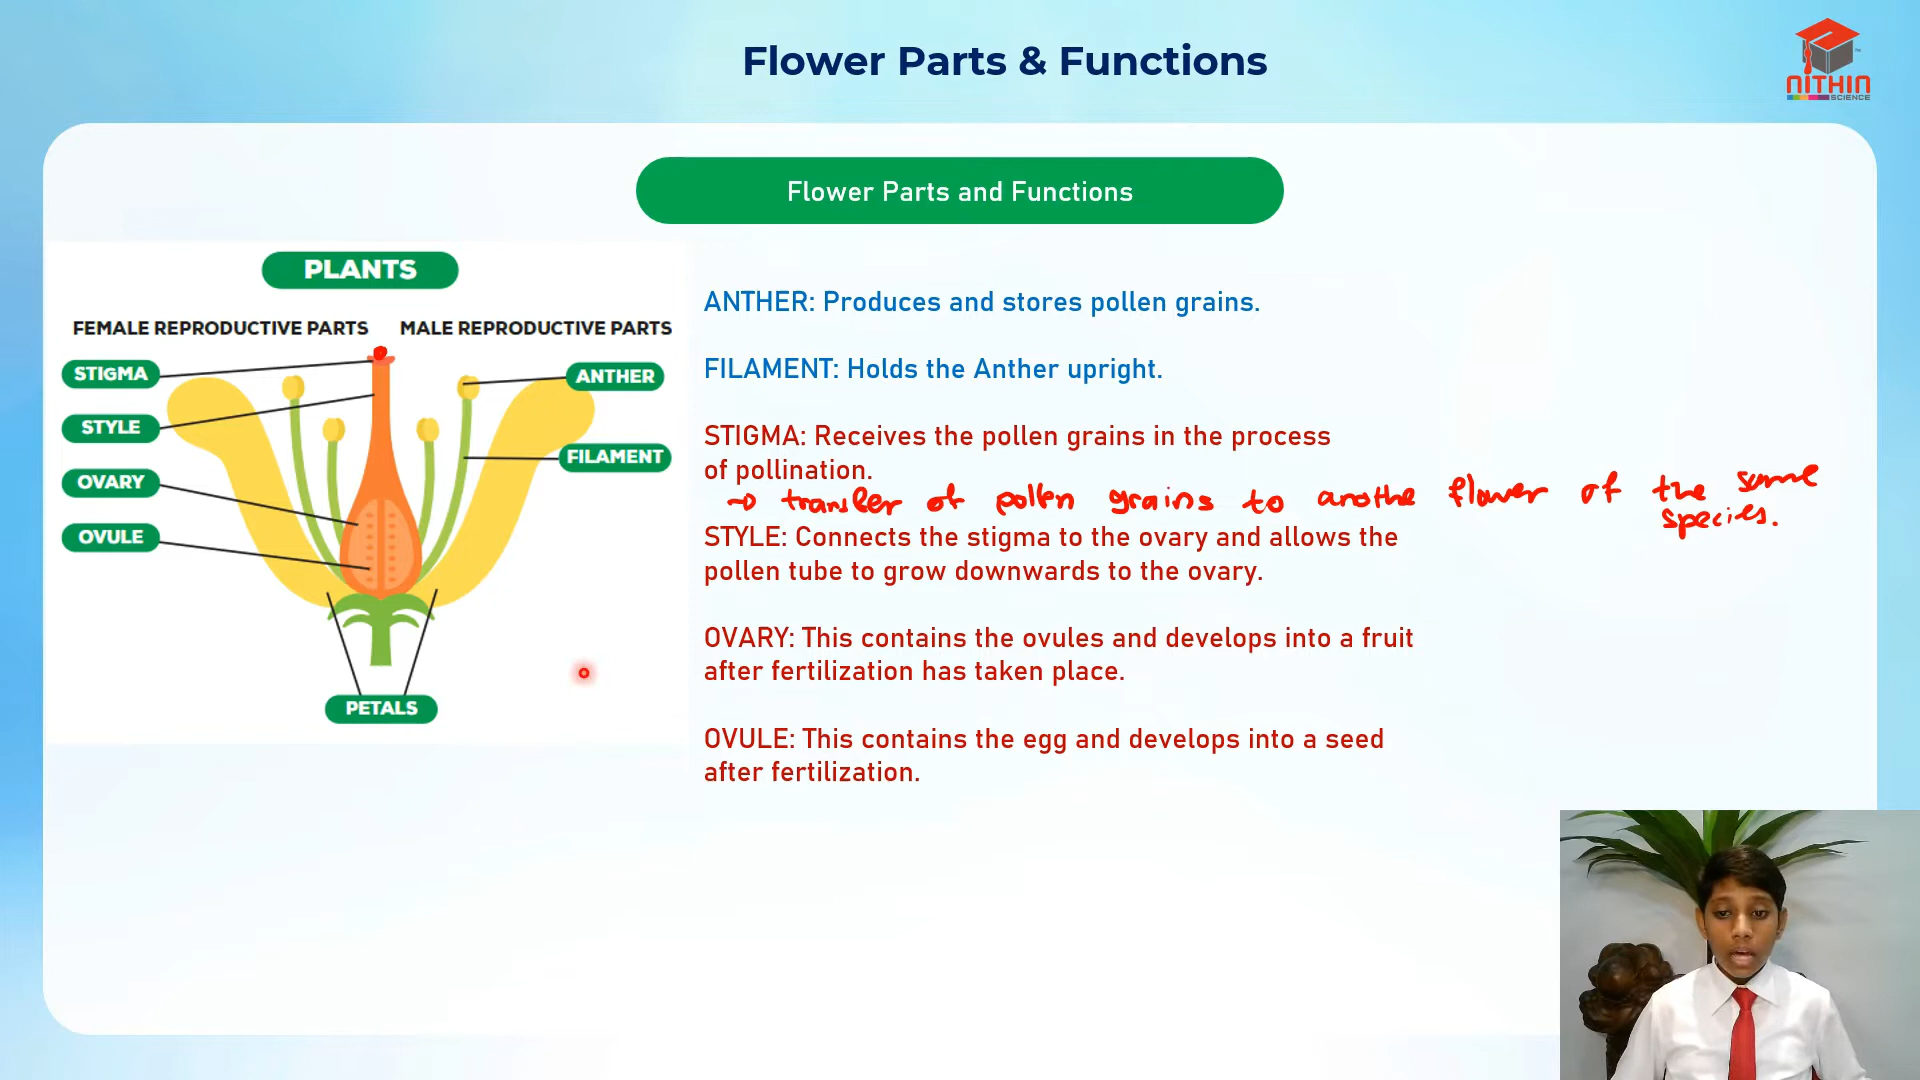 Flower Parts & Functions
NITHIN
SCIENCE
Flower Parts and Functions
PLANTS
FEMALE REPRODUCTIVE PARTS
MALE REPRODUCTIVE PARTS
STIGMA
STYLE
OVARY
OVULE
ANTHER
FILAMENT
PETALS
ANTHER: Produces and stores pollen grains.
FILAMENT: Holds the Anther upright.
STIGMA: Receives the pollen grains in the process
of pollination.
→ transfer of pollen grains to anothe flower of the same
species.
STYLE: Connects the stigma to the ovary and allows the
pollen tube to grow downwards to the ovary.
OVARY: This contains the ovules and develops into a fruit
after fertilization has taken place.
OVULE: This contains the egg and develops into a seed
after fertilization.